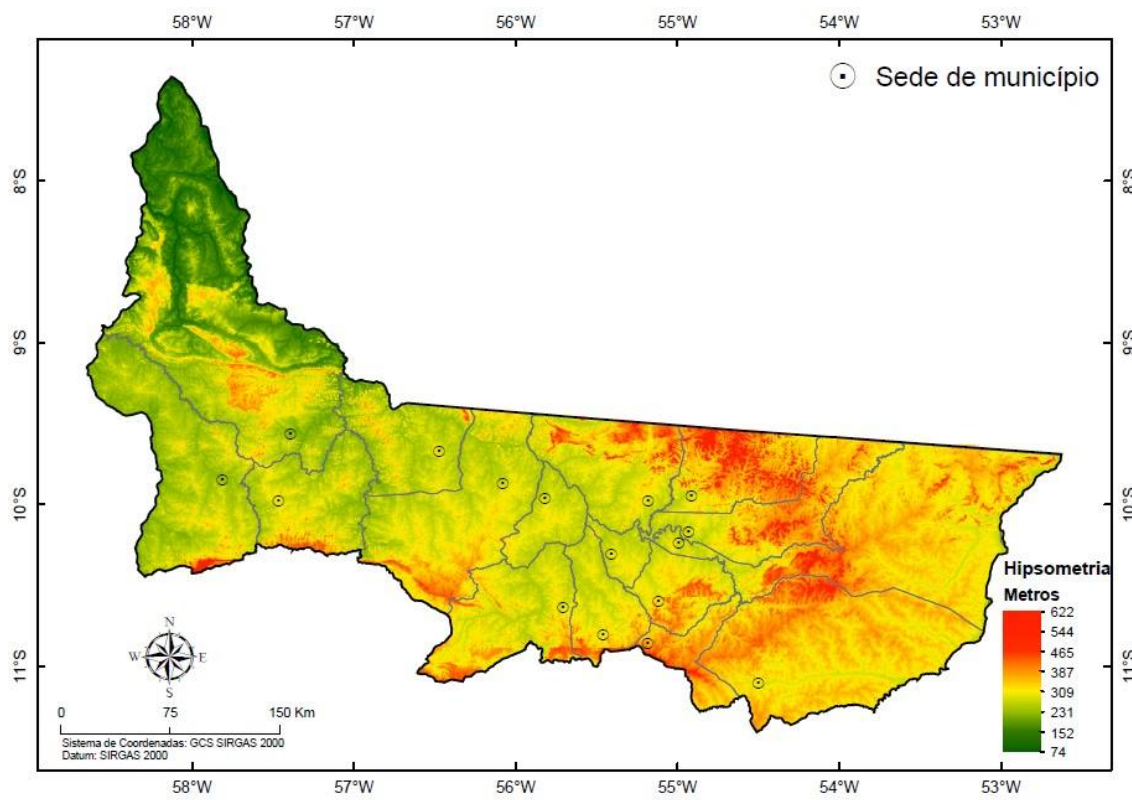 58°W 57°W 56°W 55°W 54°W 53°W
Sede de município
8°S 8°S
9°S 9°S
10°S 10°S
11°S 11°S
Hipsometria
Metros
622
544
465
387
309
231
152
74
N
W E
S
0 75 150 Km
Sistema de Coordenadas: GCS SIRGAS 2000
Datum: SIRGAS 2000
58°W 57°W 56°W 55°W 54°W 53°W